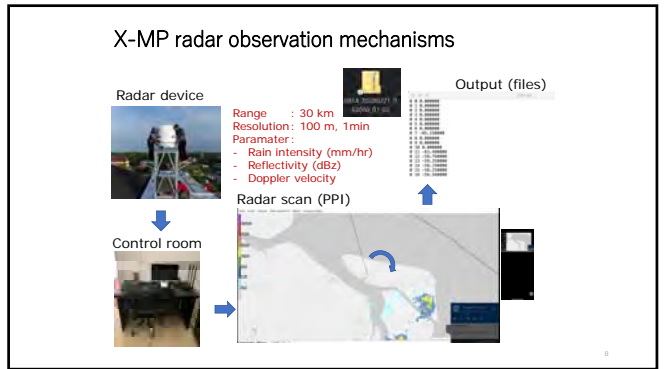 X-MP radar observation mechanisms
Radar device
Output (files)
Range : 30 km
Resolution: 100 m, 1min
Paramater:
- Rain intensity (mm/hr)
- Reflectivity (dBz)
- Doppler velocity
Radar scan (PPI)
Control room
8